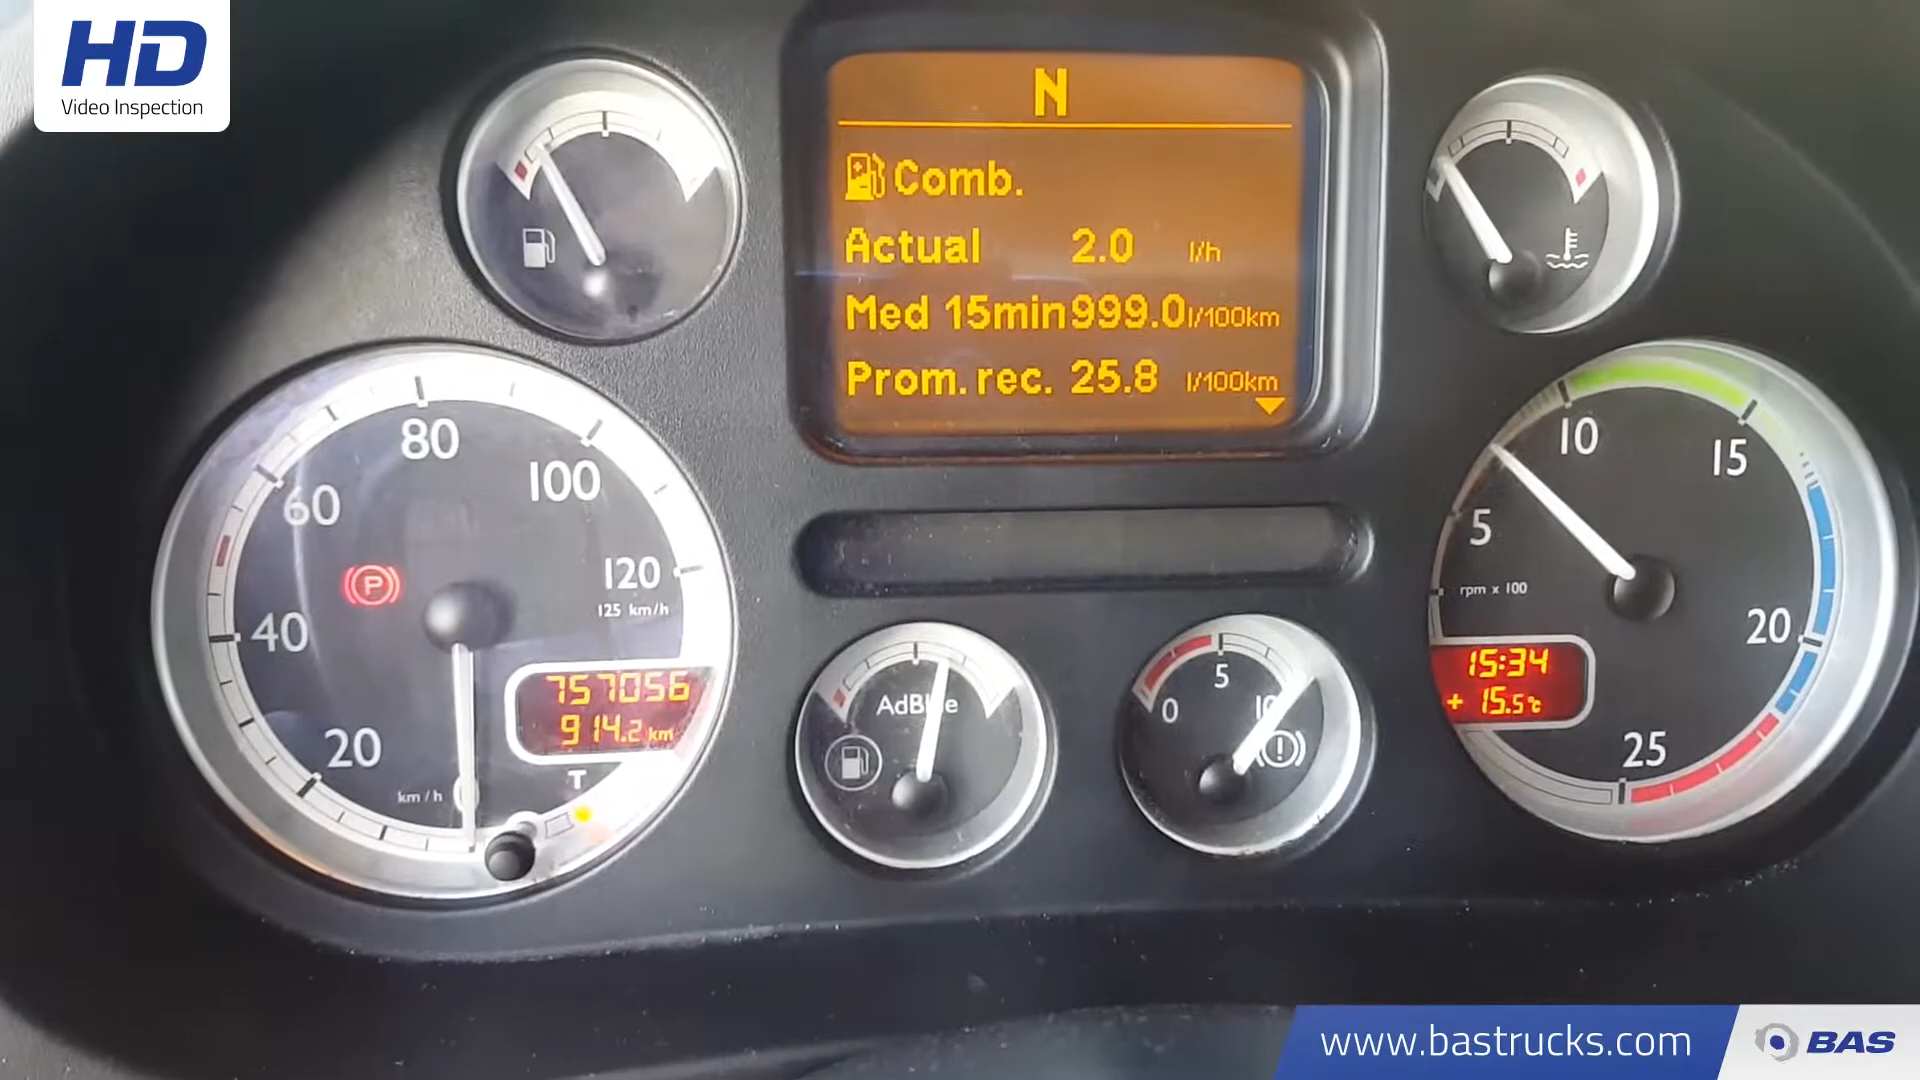 HD
Video Inspection
N
Comb.
Actual 2.0 l/h
Med 15min 999.0 l/100km
Prom. rec. 25.8 l/100km
20
40
60
80
100
120
125 km/h
km/h
0
P
757056
914.2 km
T
AdBlue
0
5
10
5
10
15
20
25
rpm x 100
15:34
+ 15.5°C
www.bastrucks.com
BAS